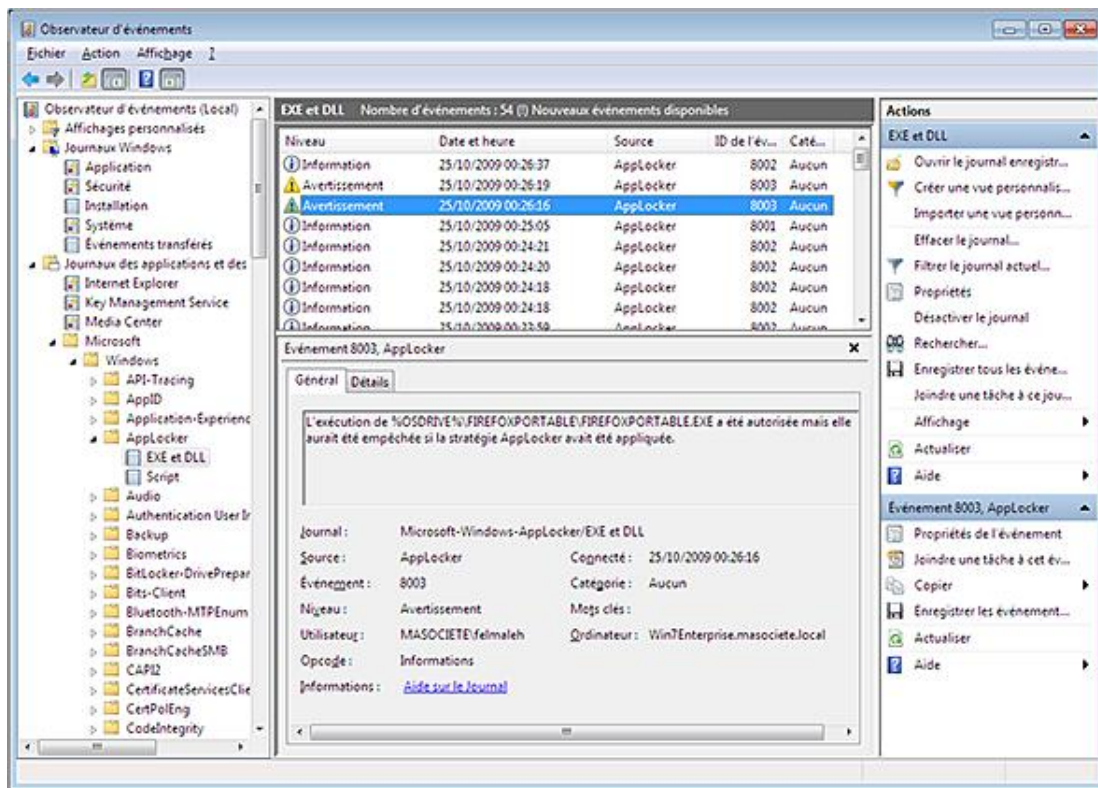 Observateur d'événements
Fichier Action Affichage ?
Observateur d'événements (Local)
Affichages personnalisés
Journaux Windows
Application
Sécurité
Installation
Système
Événements transférés
Journaux des applications et des
Internet Explorer
Key Management Service
Media Center
Microsoft
Windows
API-Tracing
AppID
Application-Experienc
AppLocker
EXE et DLL
Script
Audio
Authentication User Ir
Backup
Biometrics
BitLocker-DrivePrepar
Bits-Client
Bluetooth-MTPEnum
BranchCache
BranchCacheSMB
CAPI2
CertificateServicesClie
CertPolEng
CodeIntegrity
EXE et DLL Nombre d'événements : 54 (!) Nouveaux événements disponibles
Niveau Date et heure Source ID de l'év... Caté...
Information 25/10/2009 00:26:37 AppLocker 8002 Aucun
Avertissement 25/10/2009 00:26:19 AppLocker 8003 Aucun
Avertissement 25/10/2009 00:26:16 AppLocker 8003 Aucun
Information 25/10/2009 00:25:05 AppLocker 8001 Aucun
Information 25/10/2009 00:24:21 AppLocker 8002 Aucun
Information 25/10/2009 00:24:20 AppLocker 8002 Aucun
Information 25/10/2009 00:24:18 AppLocker 8002 Aucun
Information 25/10/2009 00:24:18 AppLocker 8002 Aucun
Information 25/10/2009 00:23:59 AppLocker 8002 Aucun
Événement 8003, AppLocker
Général Détails
L'exécution de %OSDRIVE%\FIREFOXPORTABLE\FIREFOXPORTABLE.EXE a été autorisée mais elle
aurait été empêchée si la stratégie AppLocker avait été appliquée.
Journal : Microsoft-Windows-AppLocker/EXE et DLL
Source : AppLocker Connecté : 25/10/2009 00:26:16
Événement : 8003 Catégorie : Aucun
Niveau : Avertissement Mots clés :
Utilisateur : MASOCIETE\felmaleh Ordinateur : Win7Enterprise.masociete.local
Opcode : Informations
Informations : Aide sur le Journal
Actions
EXE et DLL
Ouvrir le journal enregistr...
Créer une vue personnalis...
Importer une vue personn...
Effacer le journal...
Filtrer le journal actuel...
Propriétés
Désactiver le journal
Rechercher...
Enregistrer tous les événe...
Joindre une tâche à ce jou...
Affichage
Actualiser
Aide
Événement 8003, AppLocker
Propriétés de l'événement
Joindre une tâche à cet év...
Copier
Enregistrer les événement...
Actualiser
Aide